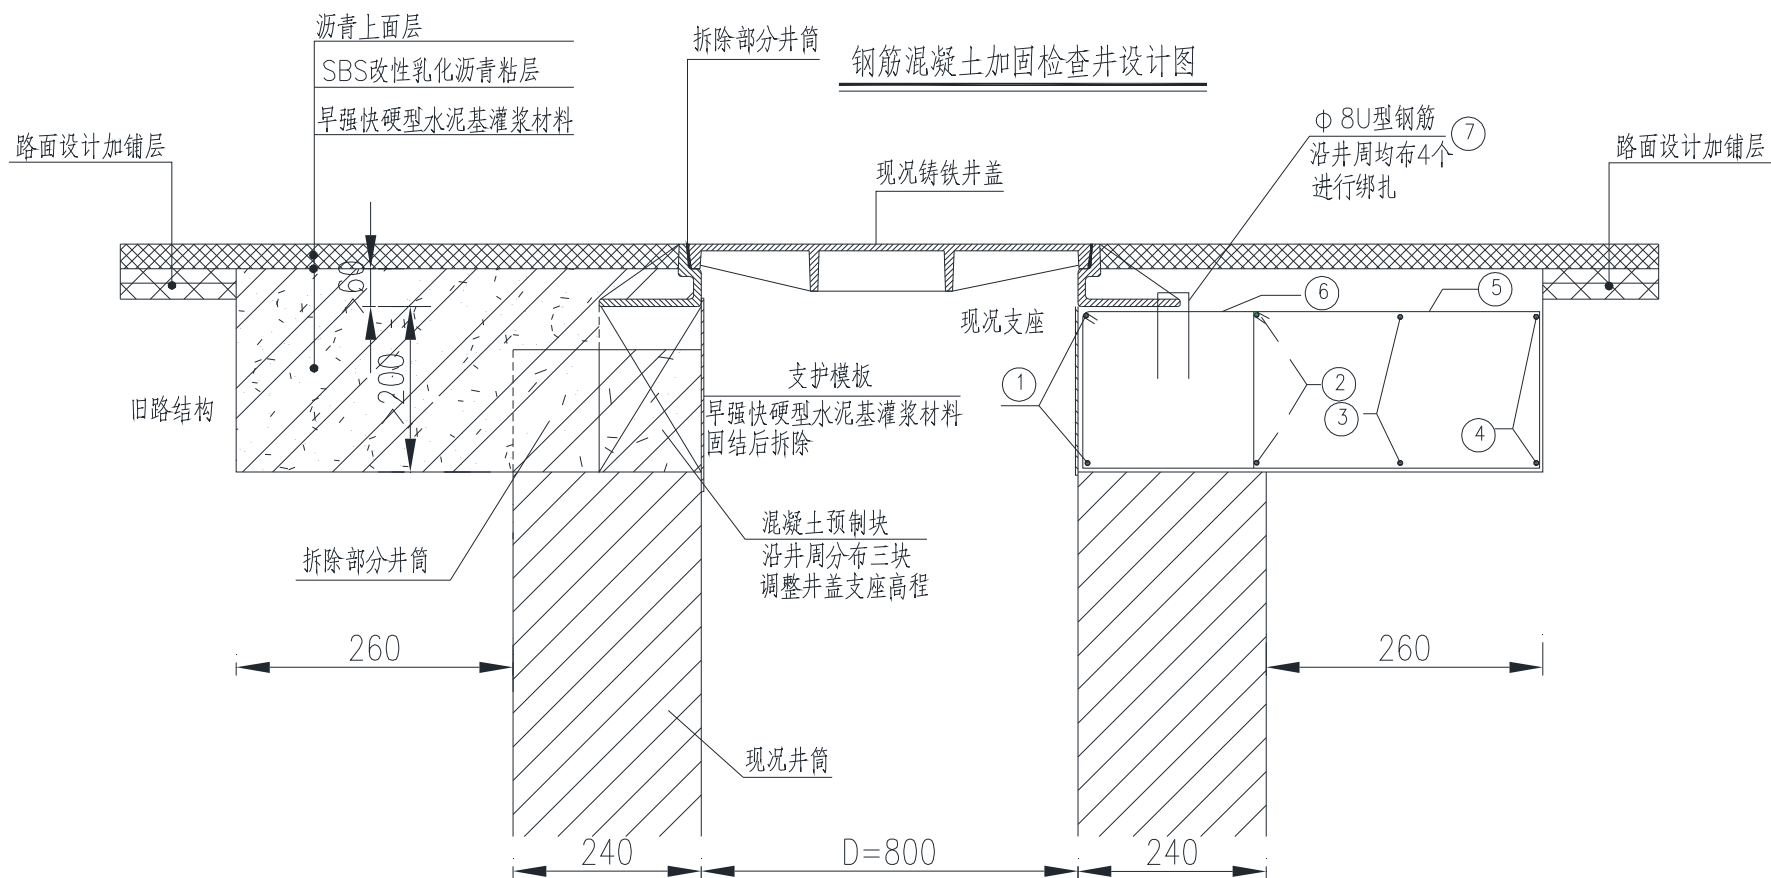 沥青上面层
SBS改性乳化沥青粘层
早强快硬型水泥基灌浆材料
路面设计加铺层
拆除部分井筒
钢筋混凝土加固检查井设计图
现况铸铁井盖
ϕ 8U型钢筋 ⑦
沿井周均布4个
进行绑扎
路面设计加铺层
60
200
旧路结构
现况支座
支护模板
早强快硬型水泥基灌浆材料
固结后拆除
⑥
⑤
①
②
③
④
拆除部分井筒
混凝土预制块
沿井周分布三块
调整井盖支座高程
260
260
现况井筒
240
D=800
240